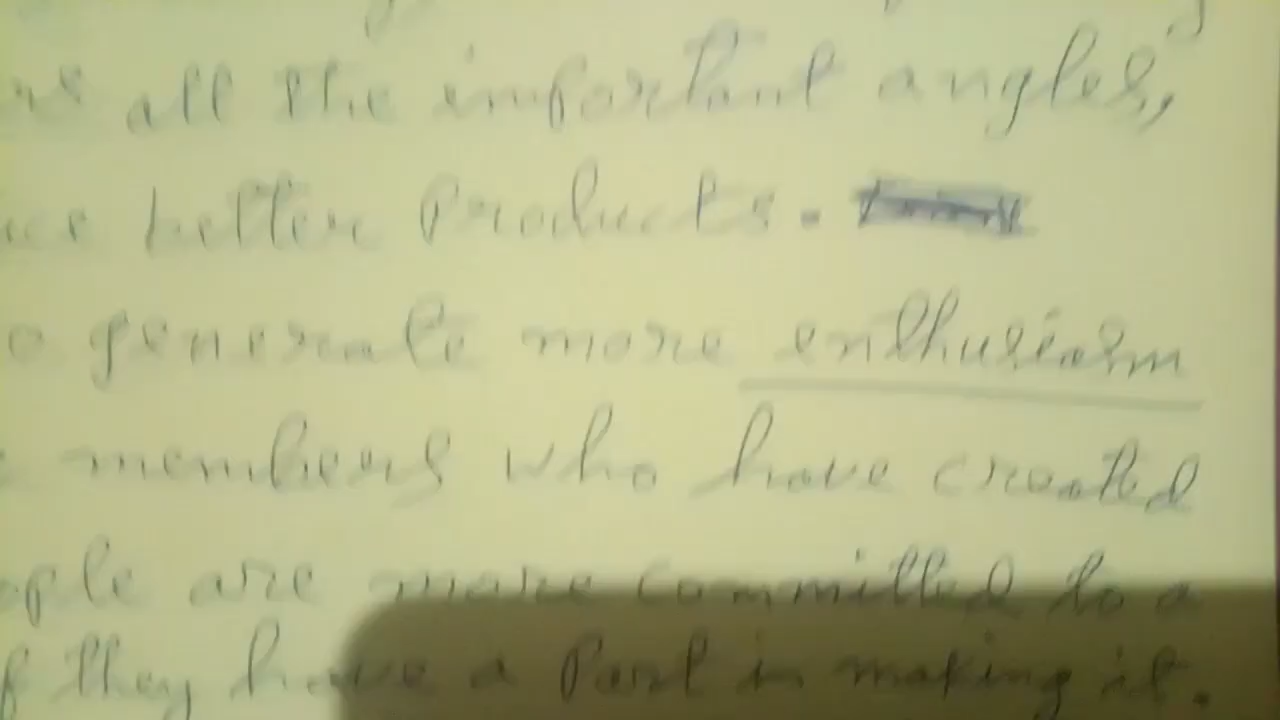 all the important angles,
better Products.
generate more enthusiasm
members who have created
are more committed to a
they have a Part in making it.